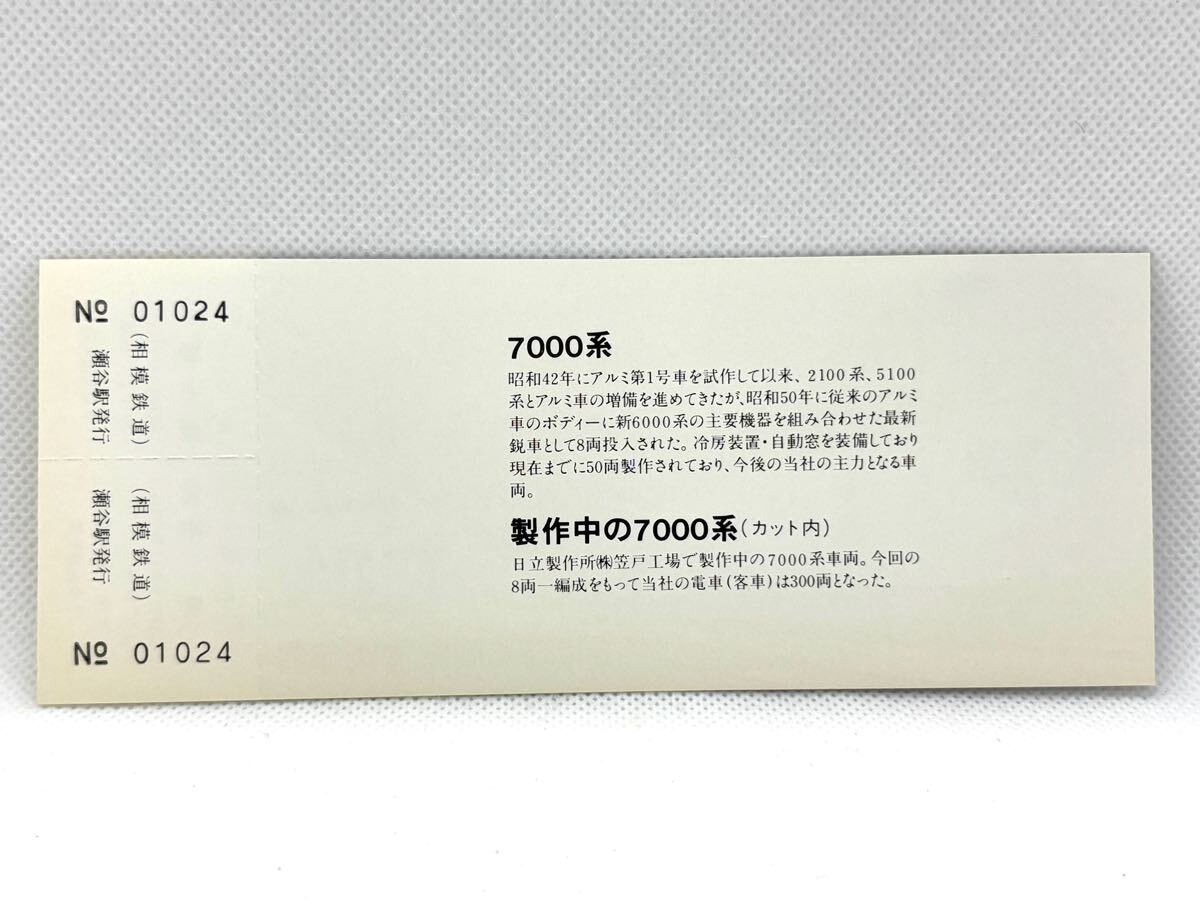 № 01024
(相模鉄道)
瀬谷駅発行
(相模鉄道)
瀬谷駅発行
№ 01024
7000系
昭和42年にアルミ第1号車を試作して以来、2100系、5100
系とアルミ車の増備を進めてきたが、昭和50年に従来のアルミ
車のボディーに新6000系の主要機器を組み合わせた最新
鋭車として8両投入された。冷房装置・自動窓を装備しており
現在までに50両製作されており、今後の当社の主力となる車
両。
製作中の7000系(カット内)
日立製作所㈱笠戸工場で製作中の7000系車両。今回の
8両一編成をもって当社の電車(客車)は300両となった。